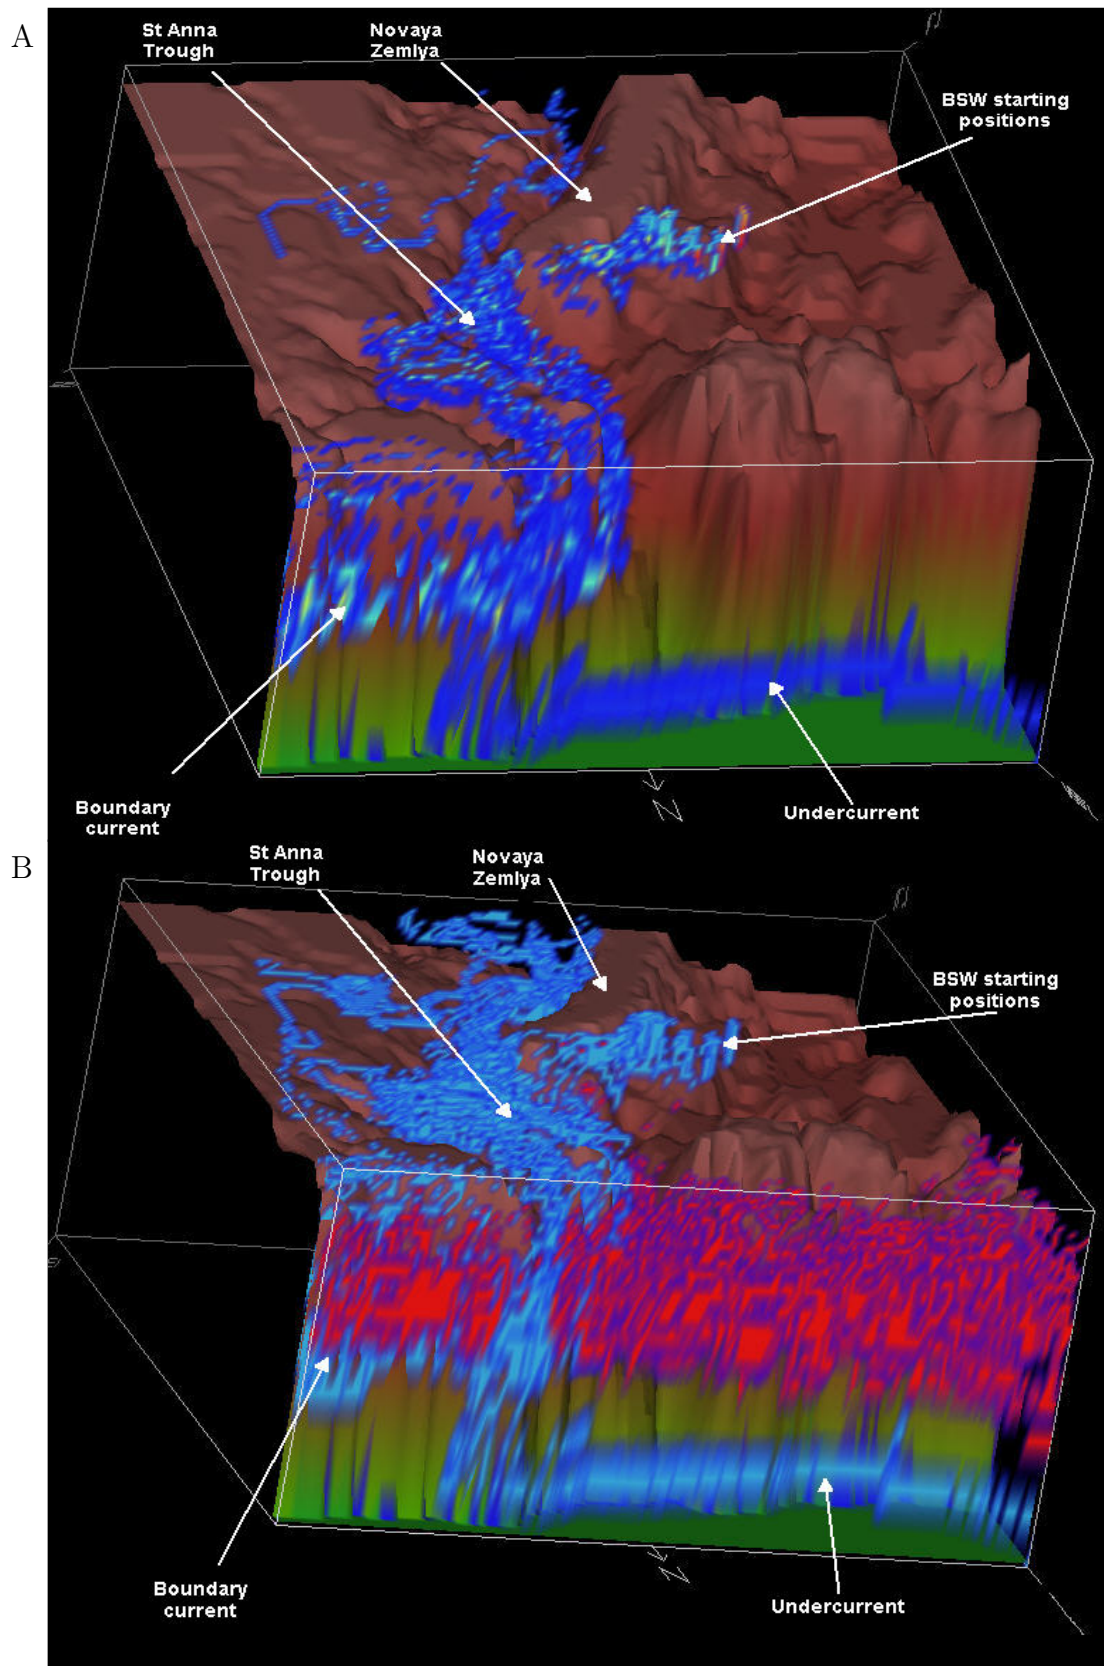 A
St Anna
Trough
Novaya
Zemlya
BSW starting
positions
Boundary
current
Undercurrent
N
B
St Anna
Trough
Novaya
Zemlya
BSW starting
positions
Boundary
current
Undercurrent
N